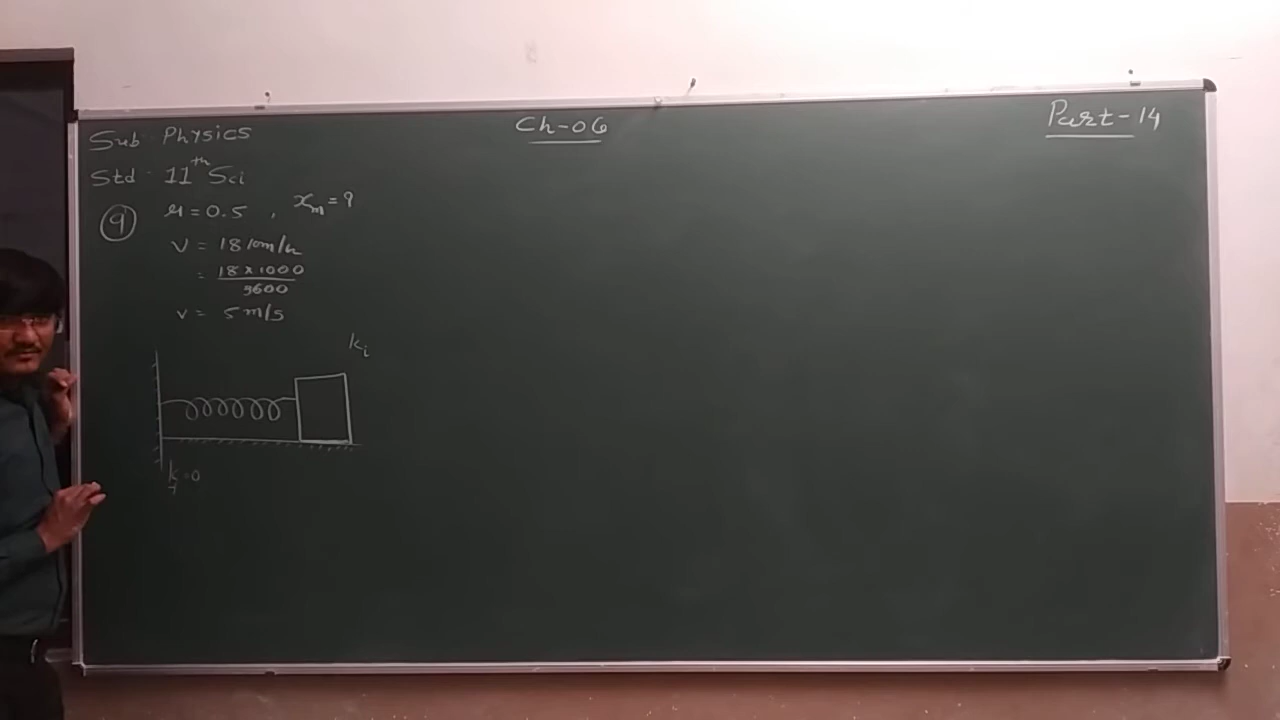 Sub - Physics
Ch-06
Part-14
Std - 11th Sci
9 μ = 0.5 , xm = ?
V = 18 km/h
= 18 x 1000
3600
v = 5 m/s
ki
kf = 0